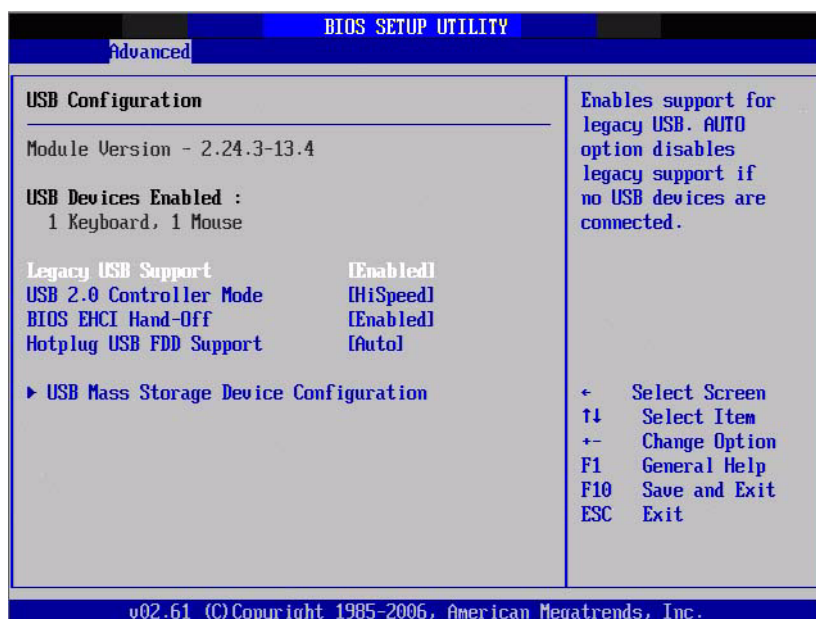 BIOS SETUP UTILITY
Advanced
USB Configuration
Module Version - 2.24.3-13.4
USB Devices Enabled :
1 Keyboard, 1 Mouse
Legacy USB Support [Enabled]
USB 2.0 Controller Mode [HiSpeed]
BIOS EHCI Hand-Off [Enabled]
Hotplug USB FDD Support [Auto]
▶ USB Mass Storage Device Configuration
Enables support for
legacy USB. AUTO
option disables
legacy support if
no USB devices are
connected.
← Select Screen
↑↓ Select Item
+- Change Option
F1 General Help
F10 Save and Exit
ESC Exit
v02.61 (C)Copyright 1985-2006, American Megatrends, Inc.